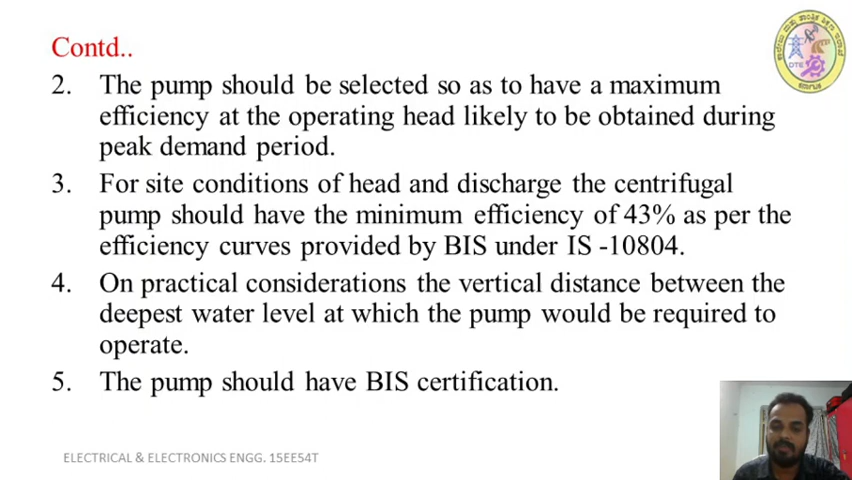 Contd..
2. The pump should be selected so as to have a maximum
efficiency at the operating head likely to be obtained during
peak demand period.
3. For site conditions of head and discharge the centrifugal
pump should have the minimum efficiency of 43% as per the
efficiency curves provided by BIS under IS -10804.
4. On practical considerations the vertical distance between the
deepest water level at which the pump would be required to
operate.
5. The pump should have BIS certification.
ELECTRICAL & ELECTRONICS ENGG. 15EE54T
DTE